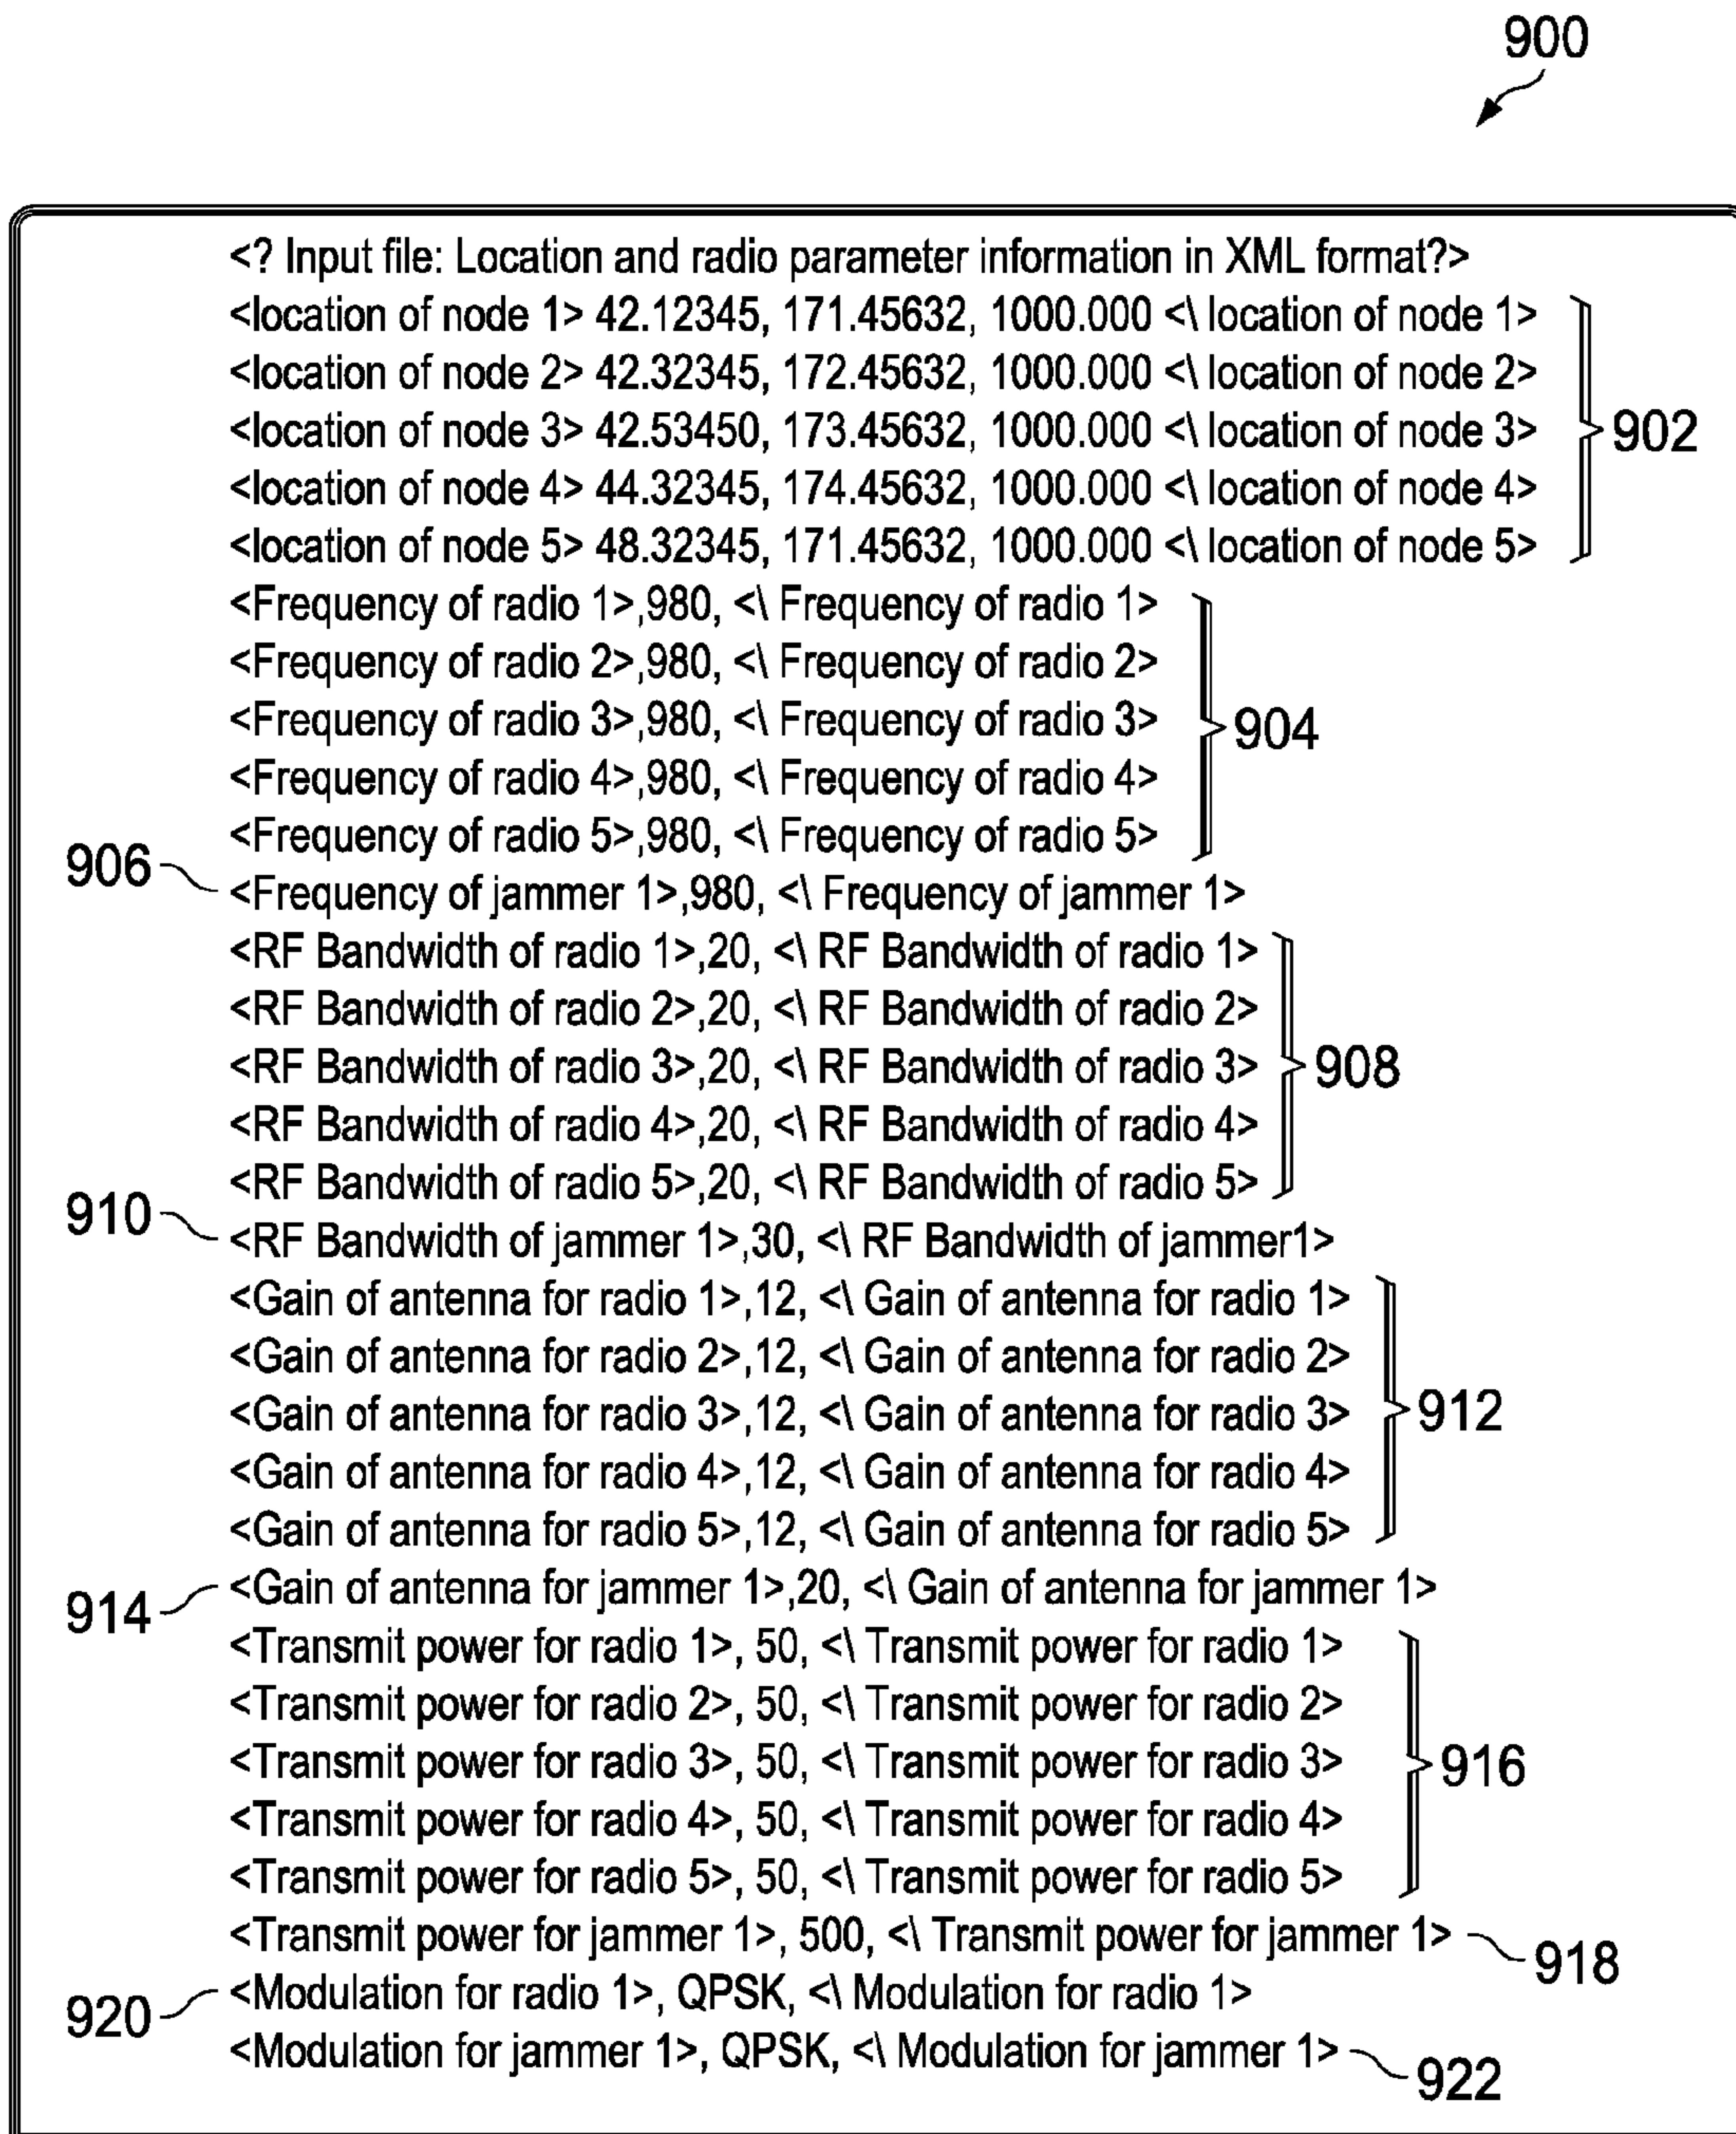 900
<? Input file: Location and radio parameter information in XML format?>
<location of node 1> 42.12345, 171.45632, 1000.000 <\ location of node 1>
<location of node 2> 42.32345, 172.45632, 1000.000 <\ location of node 2>
<location of node 3> 42.53450, 173.45632, 1000.000 <\ location of node 3>
902
<location of node 4> 44.32345, 174.45632, 1000.000 <\ location of node 4>
<location of node 5> 48.32345, 171.45632, 1000.000 <\ location of node 5>
<Frequency of radio 1>,980, <\ Frequency of radio 1>
<Frequency of radio 2>,980, <\ Frequency of radio 2>
<Frequency of radio 3>,980, <\ Frequency of radio 3>
904
<Frequency of radio 4>,980, <\ Frequency of radio 4>
<Frequency of radio 5>,980, <\ Frequency of radio 5>
906
<Frequency of jammer 1>,980, <\ Frequency of jammer 1>
<RF Bandwidth of radio 1>,20, <\ RF Bandwidth of radio 1>
<RF Bandwidth of radio 2>,20, <\ RF Bandwidth of radio 2>
<RF Bandwidth of radio 3>,20, <\ RF Bandwidth of radio 3>
908
<RF Bandwidth of radio 4>,20, <\ RF Bandwidth of radio 4>
<RF Bandwidth of radio 5>,20, <\ RF Bandwidth of radio 5>
910
<RF Bandwidth of jammer 1>,30, <\ RF Bandwidth of jammer1>
<Gain of antenna for radio 1>,12, <\ Gain of antenna for radio 1>
<Gain of antenna for radio 2>,12, <\ Gain of antenna for radio 2>
<Gain of antenna for radio 3>,12, <\ Gain of antenna for radio 3>
912
<Gain of antenna for radio 4>,12, <\ Gain of antenna for radio 4>
<Gain of antenna for radio 5>,12, <\ Gain of antenna for radio 5>
914
<Gain of antenna for jammer 1>,20, <\ Gain of antenna for jammer 1>
<Transmit power for radio 1>, 50, <\ Transmit power for radio 1>
<Transmit power for radio 2>, 50, <\ Transmit power for radio 2>
<Transmit power for radio 3>, 50, <\ Transmit power for radio 3>
916
<Transmit power for radio 4>, 50, <\ Transmit power for radio 4>
<Transmit power for radio 5>, 50, <\ Transmit power for radio 5>
<Transmit power for jammer 1>, 500, <\ Transmit power for jammer 1>
918
920
<Modulation for radio 1>, QPSK, <\ Modulation for radio 1>
<Modulation for jammer 1>, QPSK, <\ Modulation for jammer 1>
922